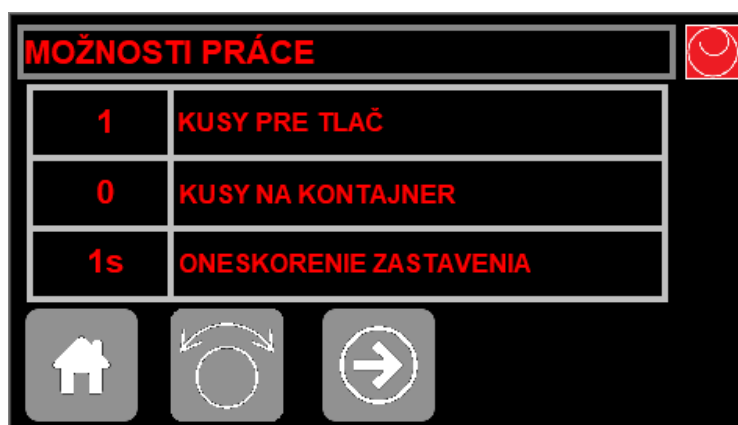 MOŽNOSTI PRÁCE
1 KUSY PRE TLAČ
0 KUSY NA KONTAJNER
1s ONESKORENIE ZASTAVENIA